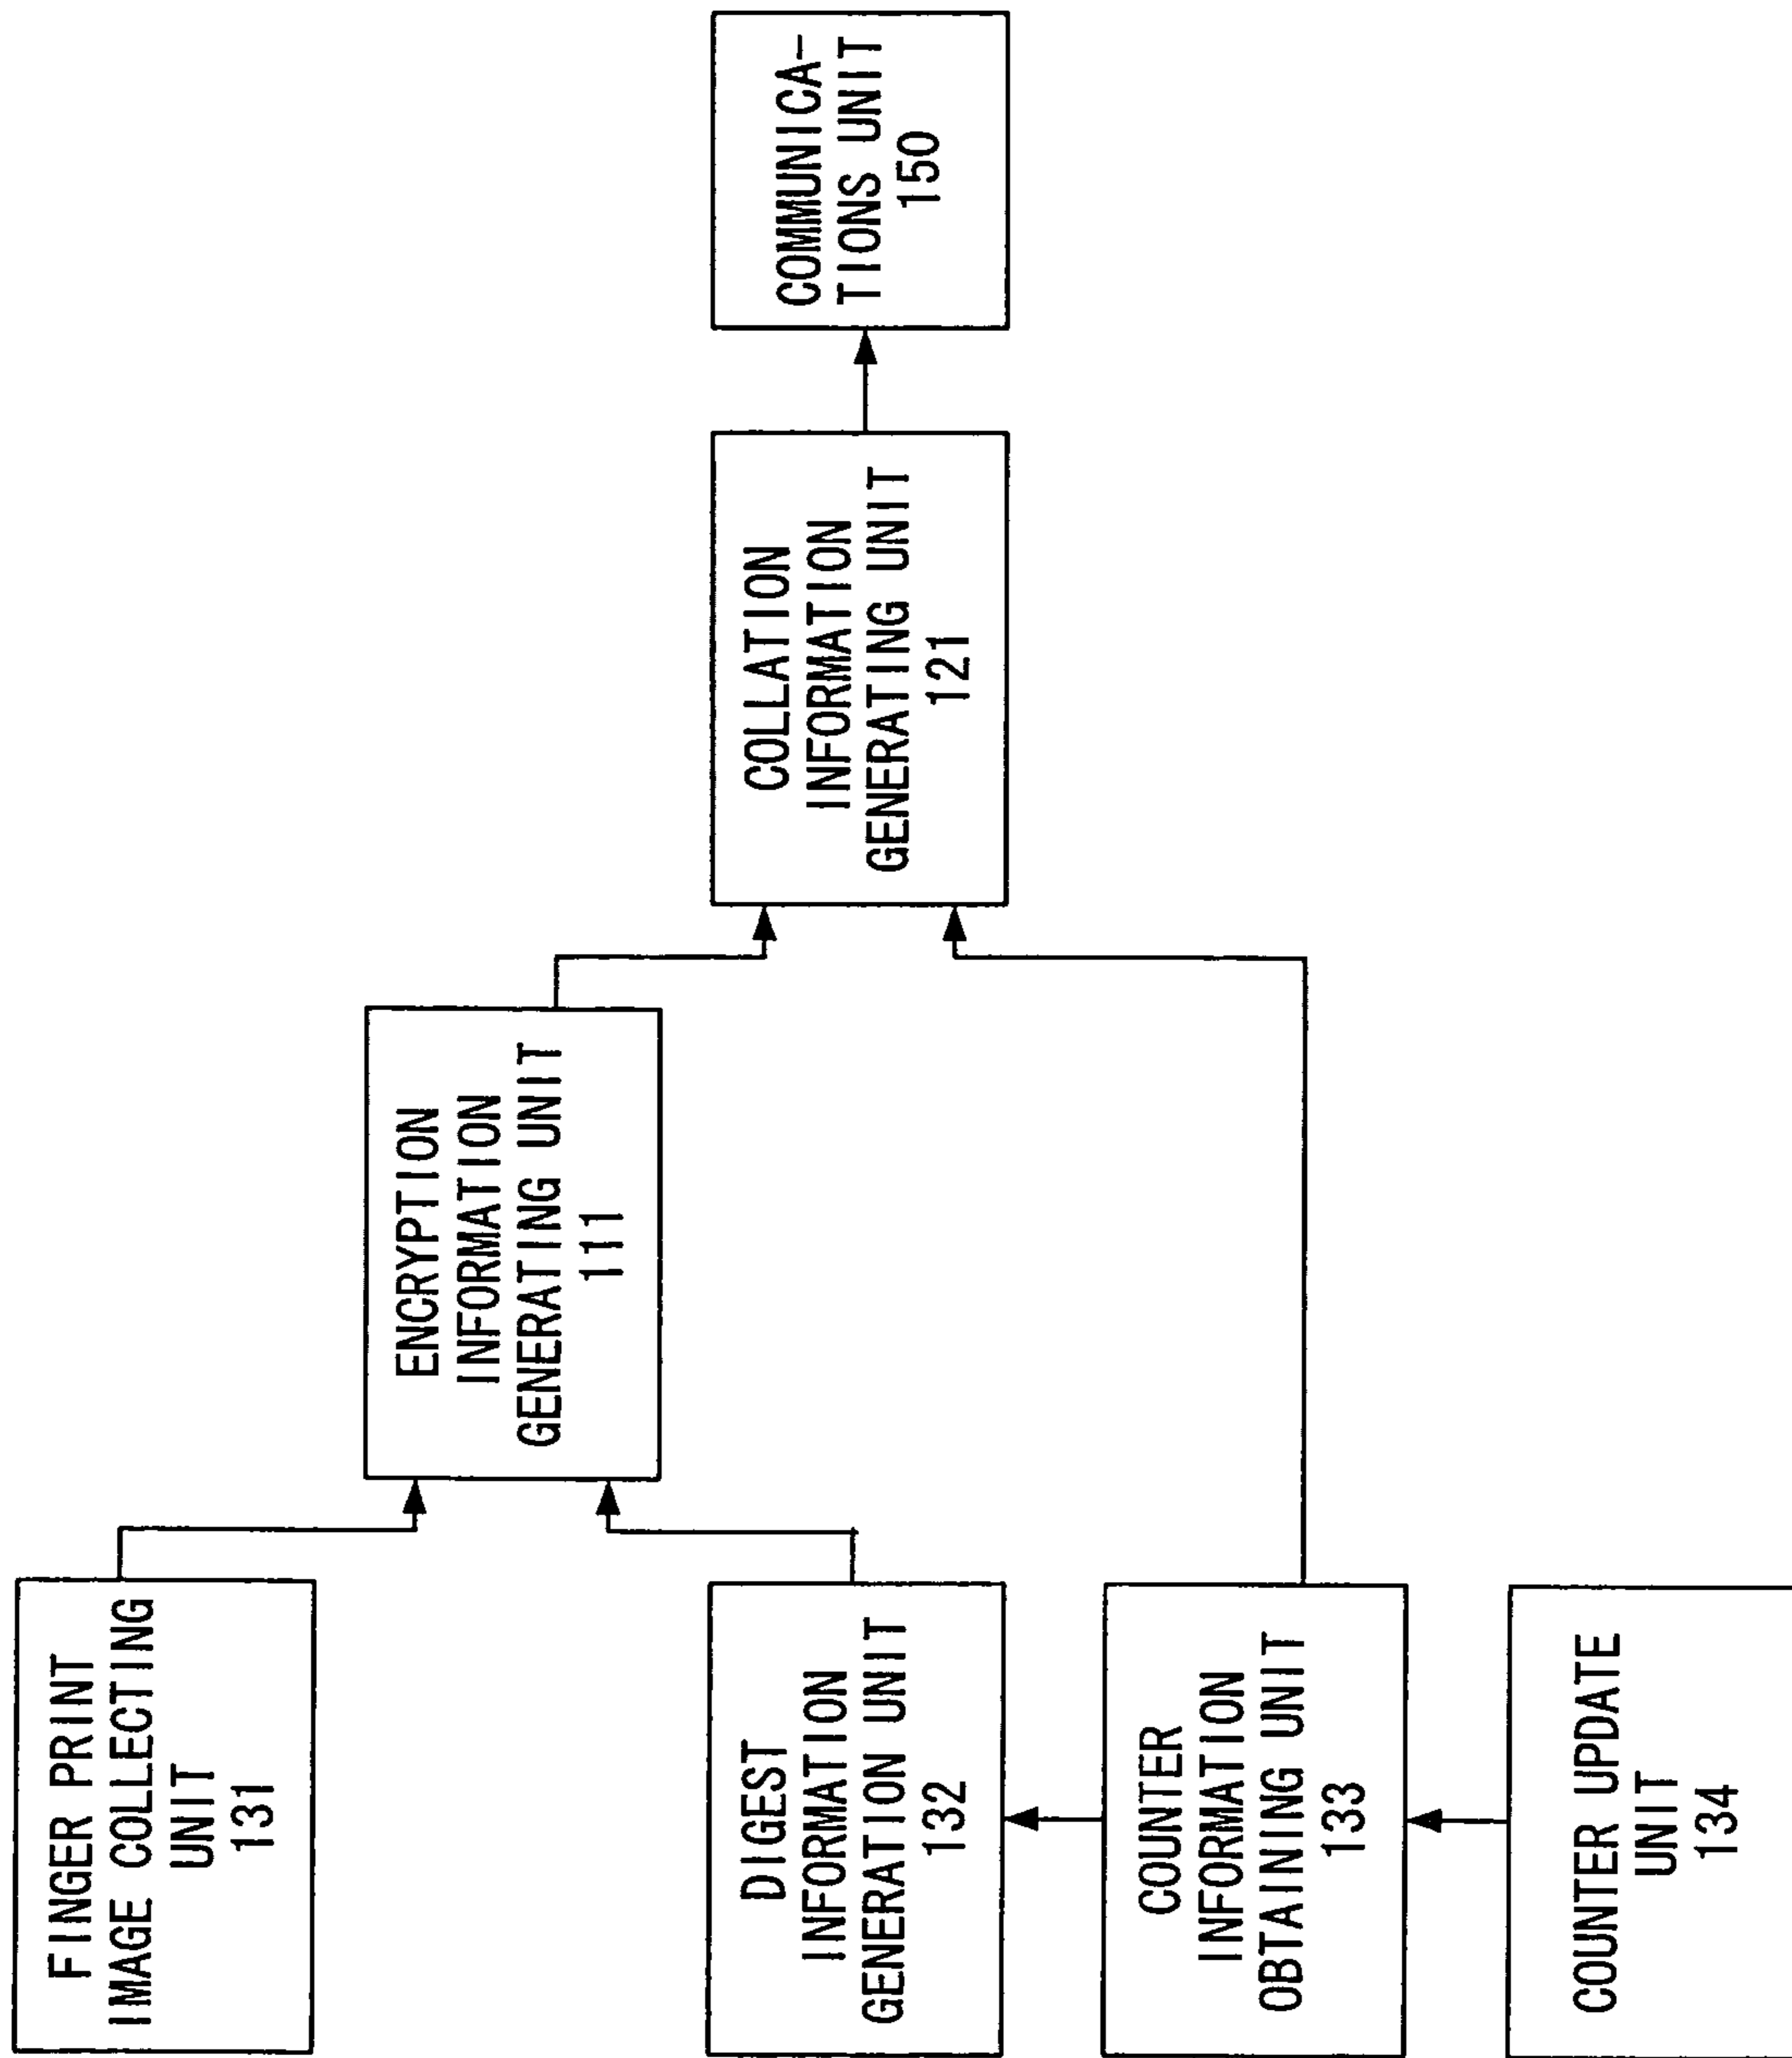 FINGER PRINT
IMAGE COLLECTING
UNIT
131
DIGEST
INFORMATION
GENERATION UNIT
132
COUNTER
INFORMATION
OBTAINING UNIT
133
COUNTER UPDATE
UNIT
134
ENCRYPTION
INFORMATION
GENERATING UNIT
111
COLLATION
INFORMATION
GENERATING UNIT
121
COMMUNICA-
TIONS UNIT
150